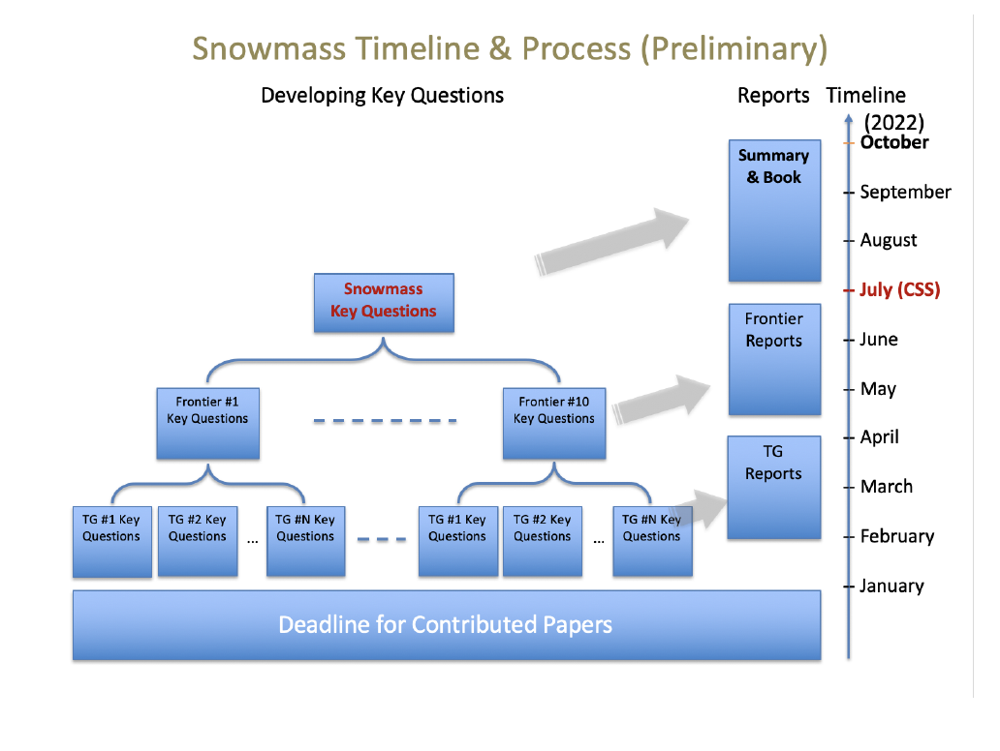 Snowmass Timeline & Process (Preliminary)
Developing Key Questions
Reports
Timeline
(2022)
Summary
& Book
October
September
August
July (CSS)
Snowmass
Key Questions
Frontier
Reports
June
May
Frontier #1
Key Questions
Frontier #10
Key Questions
April
TG
Reports
March
TG #1 Key
Questions
TG #2 Key
Questions
...
TG #N Key
Questions
TG #1 Key
Questions
TG #2 Key
Questions
...
TG #N Key
Questions
February
January
Deadline for Contributed Papers